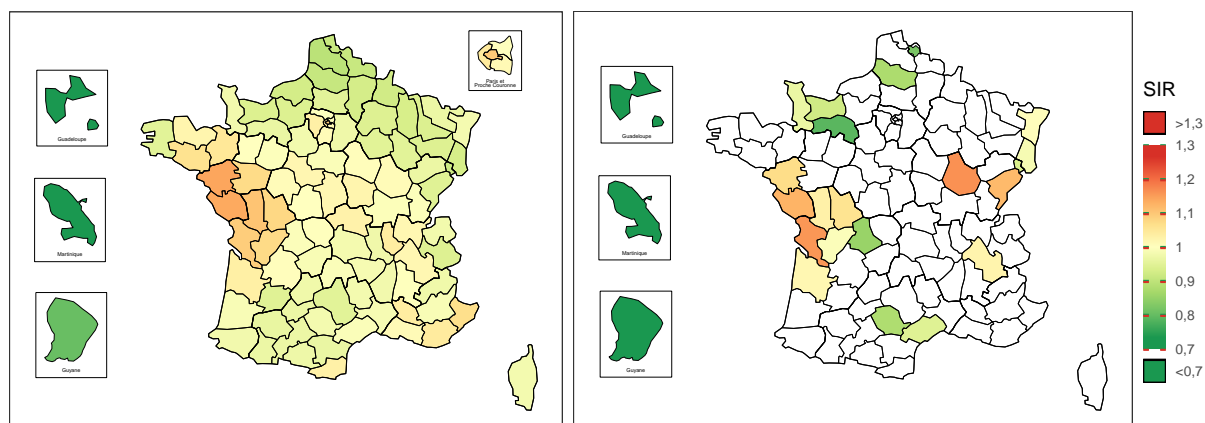 Paris et
Proche Couronne
Guadeloupe
Martinique
Guyane
Guadeloupe
Martinique
Guyane
SIR
>1,3
1,3
1,2
1,1
1
0,9
0,8
0,7
<0,7